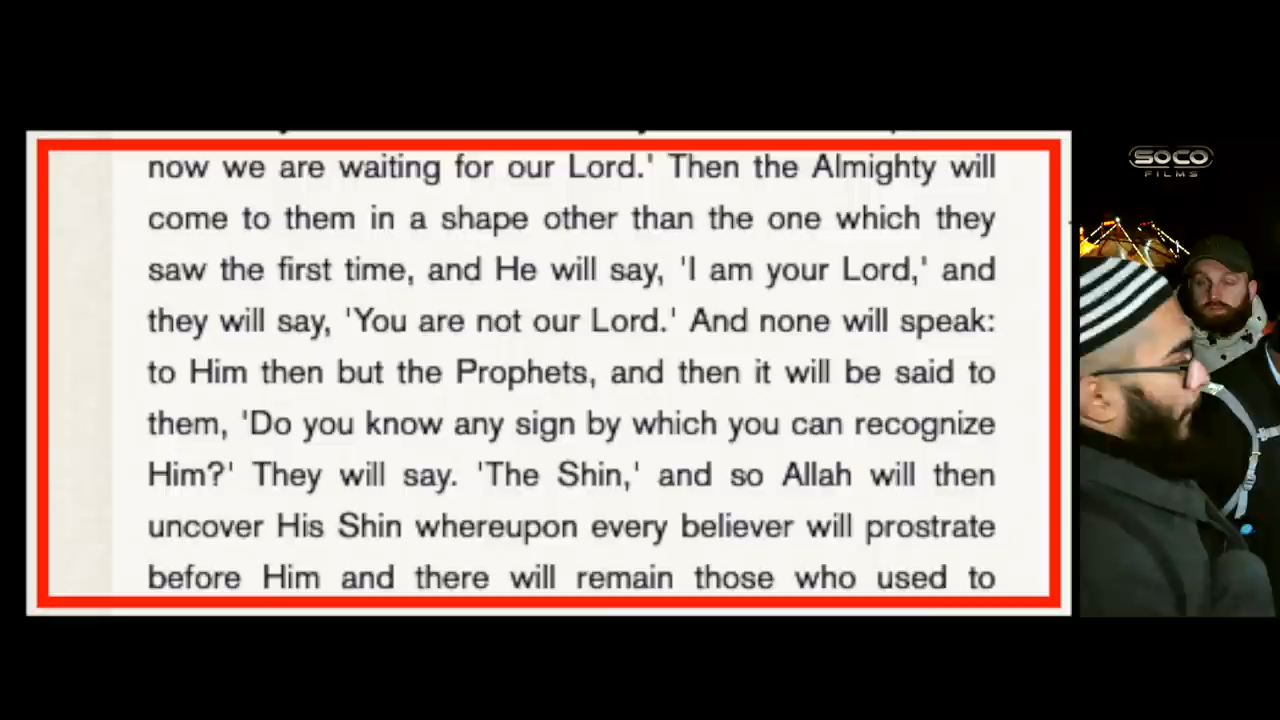 now we are waiting for our Lord.' Then the Almighty will
come to them in a shape other than the one which they
saw the first time, and He will say, 'I am your Lord,' and
they will say, 'You are not our Lord.' And none will speak:
to Him then but the Prophets, and then it will be said to
them, 'Do you know any sign by which you can recognize
Him?' They will say. 'The Shin,' and so Allah will then
uncover His Shin whereupon every believer will prostrate
before Him and there will remain those who used to
SOCO
FILMS